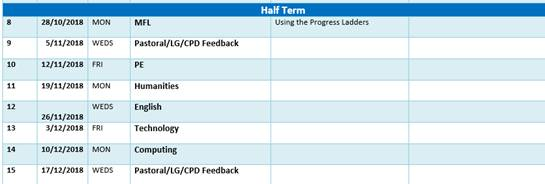 Half Term
8 28/10/2018 MON MFL Using the Progress Ladders
9 5/11/2018 WEDS Pastoral/LG/CPD Feedback
10 12/11/2018 FRI PE
11 19/11/2018 MON Humanities
12 26/11/2018 WEDS English
13 3/12/2018 FRI Technology
14 10/12/2018 MON Computing
15 17/12/2018 WEDS Pastoral/LG/CPD Feedback